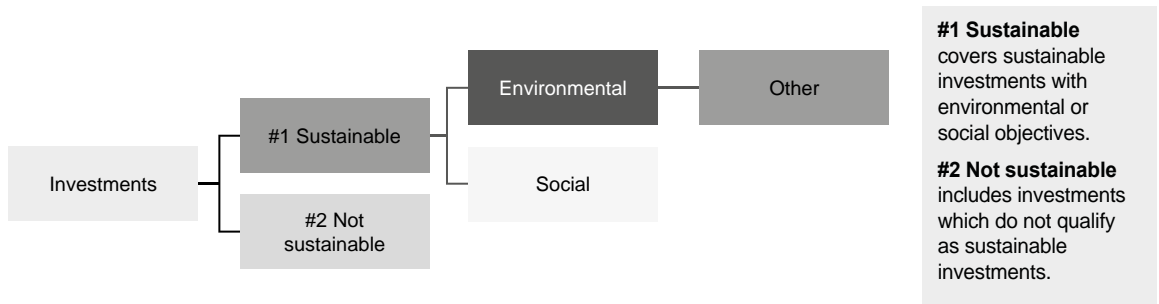 Investments
#1 Sustainable
#2 Not
sustainable
Environmental
Social
Other
#1 Sustainable
covers sustainable
investments with
environmental or
social objectives.
#2 Not sustainable
includes investments
which do not qualify
as sustainable
investments.